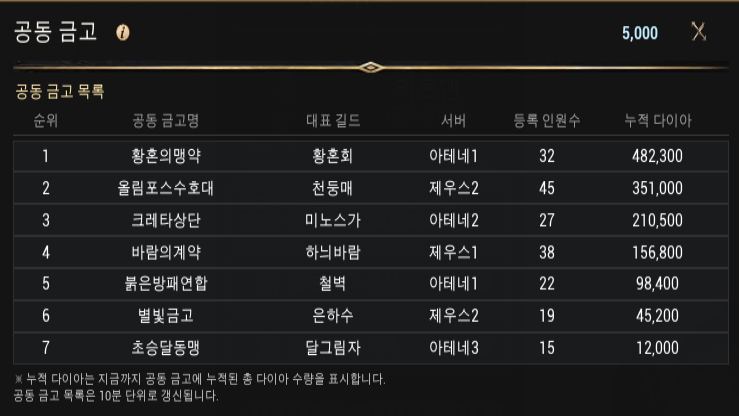 공동 금고 i 5,000
공동 금고 목록
순위 공동 금고명 대표 길드 서버 등록 인원수 누적 다이아
1 황혼의맹약 황혼회 아테네1 32 482,300
2 올림포스수호대 천둥매 제우스2 45 351,000
3 크레타상단 미노스가 아테네2 27 210,500
4 바람의계약 하늬바람 제우스1 38 156,800
5 붉은방패연합 철벽 아테네1 22 98,400
6 별빛금고 은하수 제우스2 19 45,200
7 초승달동맹 달그림자 아테네3 15 12,000
※ 누적 다이아는 지금까지 공동 금고에 누적된 총 다이아 수량을 표시합니다.
공동 금고 목록은 10분 단위로 갱신됩니다.